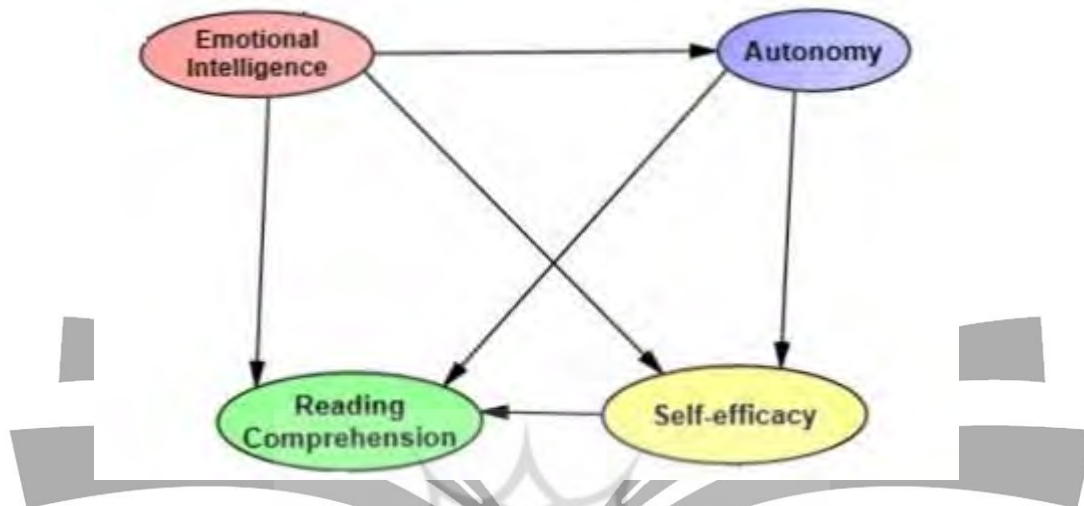 Emotional
Intelligence
Autonomy
Reading
Comprehension
Self-efficacy